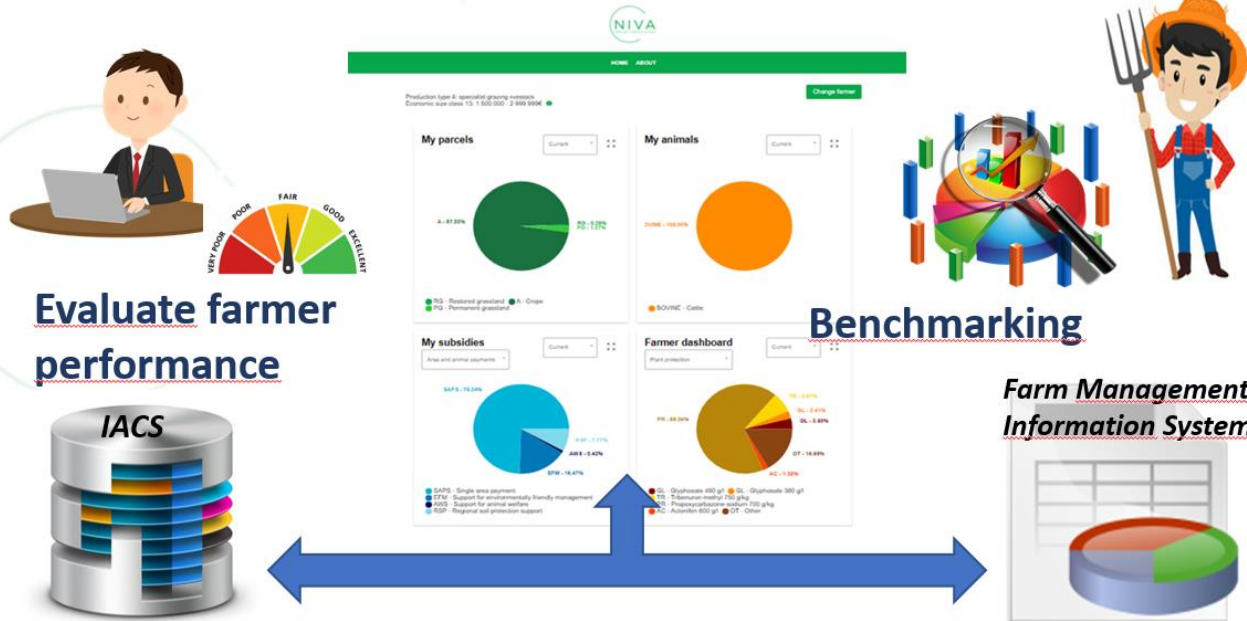 NIVA
HOME ABOUT
Production type 4: specialist grazing livestock
Economic size class 13: 1 500 000 - 2 999 999€
Change farmer
My parcels
Current
My animals
Current
A - 97.95%
BOVINE - 100.00%
RG - Restored grassland A - Crops
PG - Permanent grassland
BOVINE - Cattle
VERY POOR
POOR
FAIR
GOOD
EXCELLENT
Evaluate farmer
performance
Benchmarking
My subsidies
Current
Area and animal payments
Farmer dashboard
Current
Plant protection
SAPS - Single area payment
EFM - Support for environmentally friendly management
AWS - Support for animal welfare
RSP - Regional soil protection support
GL - Glyphosate 480 g/l GL - Glyphosate 360 g/l
TR - Tribenuron-methyl 750 g/kg
PR - Propoxycarbazone-sodium 700 g/kg
AC - Aclonifen 600 g/l OT - Other
IACS
Farm Management
Information System